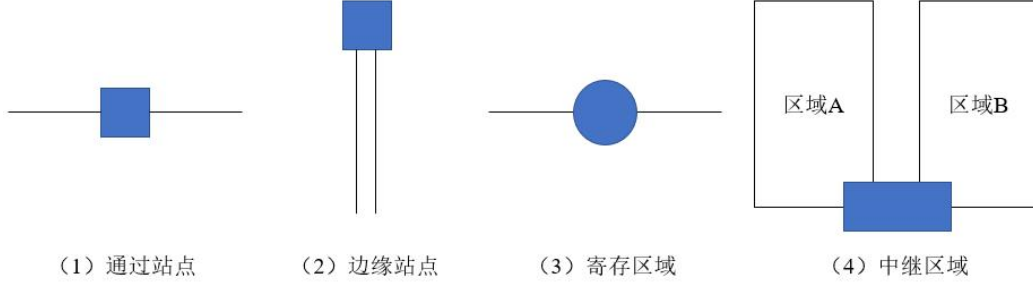 区域A
区域B
（1）通过站点
（2）边缘站点
（3）寄存区域
（4）中继区域